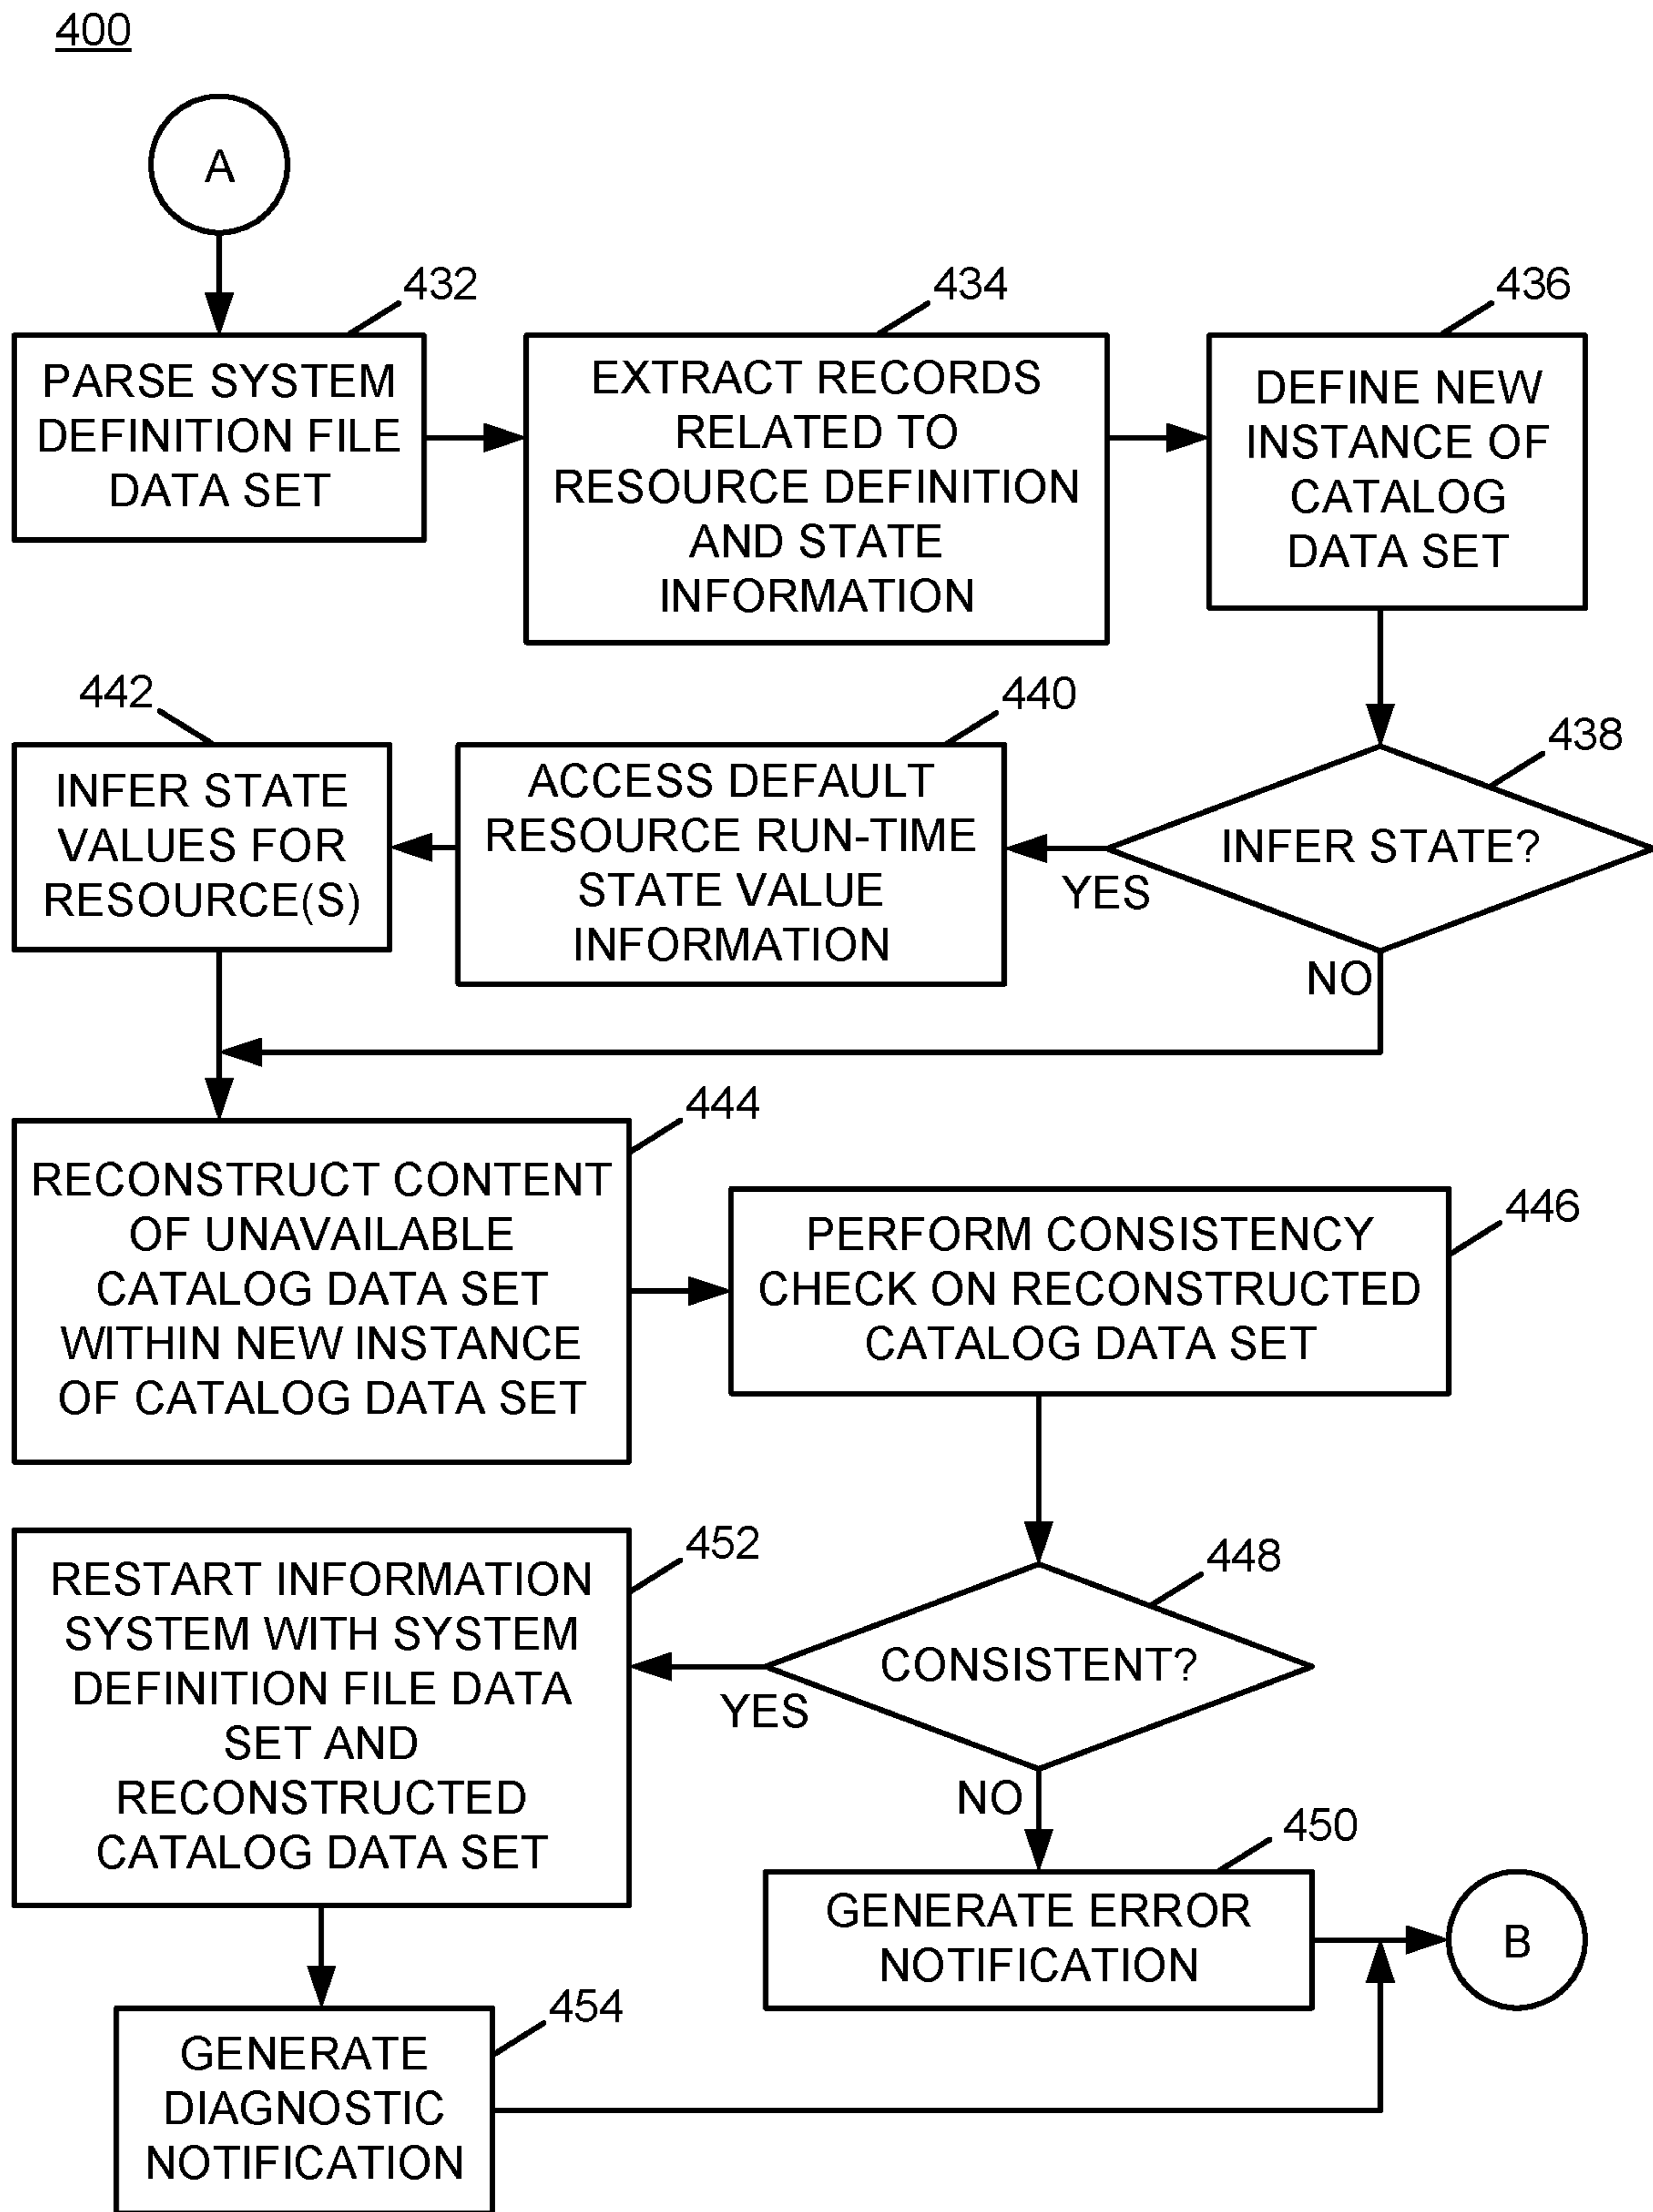 400
A
432
PARSE SYSTEM
DEFINITION FILE
DATA SET
434
EXTRACT RECORDS
RELATED TO
RESOURCE DEFINITION
AND STATE
INFORMATION
436
DEFINE NEW
INSTANCE OF
CATALOG
DATA SET
438
INFER STATE?
YES
NO
440
ACCESS DEFAULT
RESOURCE RUN-TIME
STATE VALUE
INFORMATION
442
INFER STATE
VALUES FOR
RESOURCE(S)
444
RECONSTRUCT CONTENT
OF UNAVAILABLE
CATALOG DATA SET
WITHIN NEW INSTANCE
OF CATALOG DATA SET
446
PERFORM CONSISTENCY
CHECK ON RECONSTRUCTED
CATALOG DATA SET
448
CONSISTENT?
YES
NO
452
RESTART INFORMATION
SYSTEM WITH SYSTEM
DEFINITION FILE DATA
SET AND
RECONSTRUCTED
CATALOG DATA SET
450
GENERATE ERROR
NOTIFICATION
B
454
GENERATE
DIAGNOSTIC
NOTIFICATION